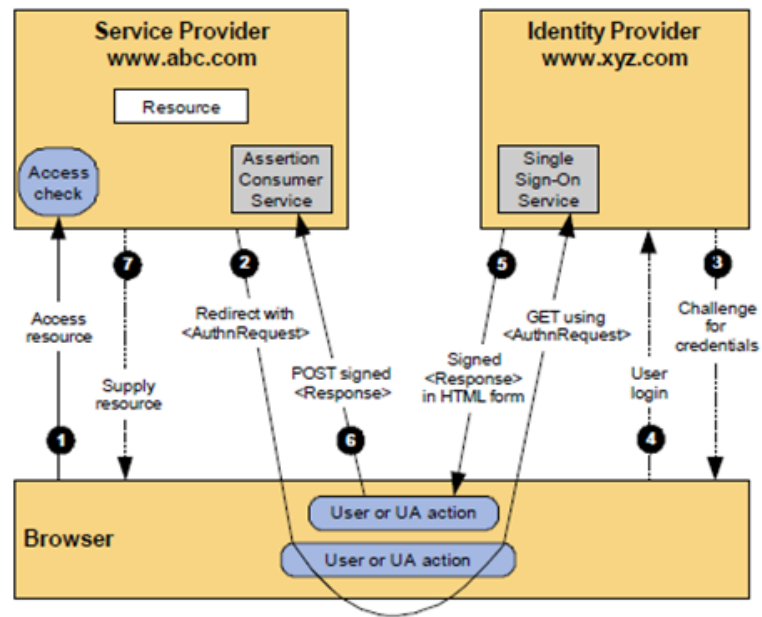 Service Provider
www.abc.com
Resource
Access
check
Assertion
Consumer
Service
Identity Provider
www.xyz.com
Single
Sign-On
Service
7
2
5
3
Access
resource
Redirect with
<AuthnRequest>
GET using
<AuthnRequest>
Challenge
for
credentials
Supply
resource
POST signed
<Response>
Signed
<Response>
in HTML form
User
login
1
6
4
Browser
User or UA action
User or UA action